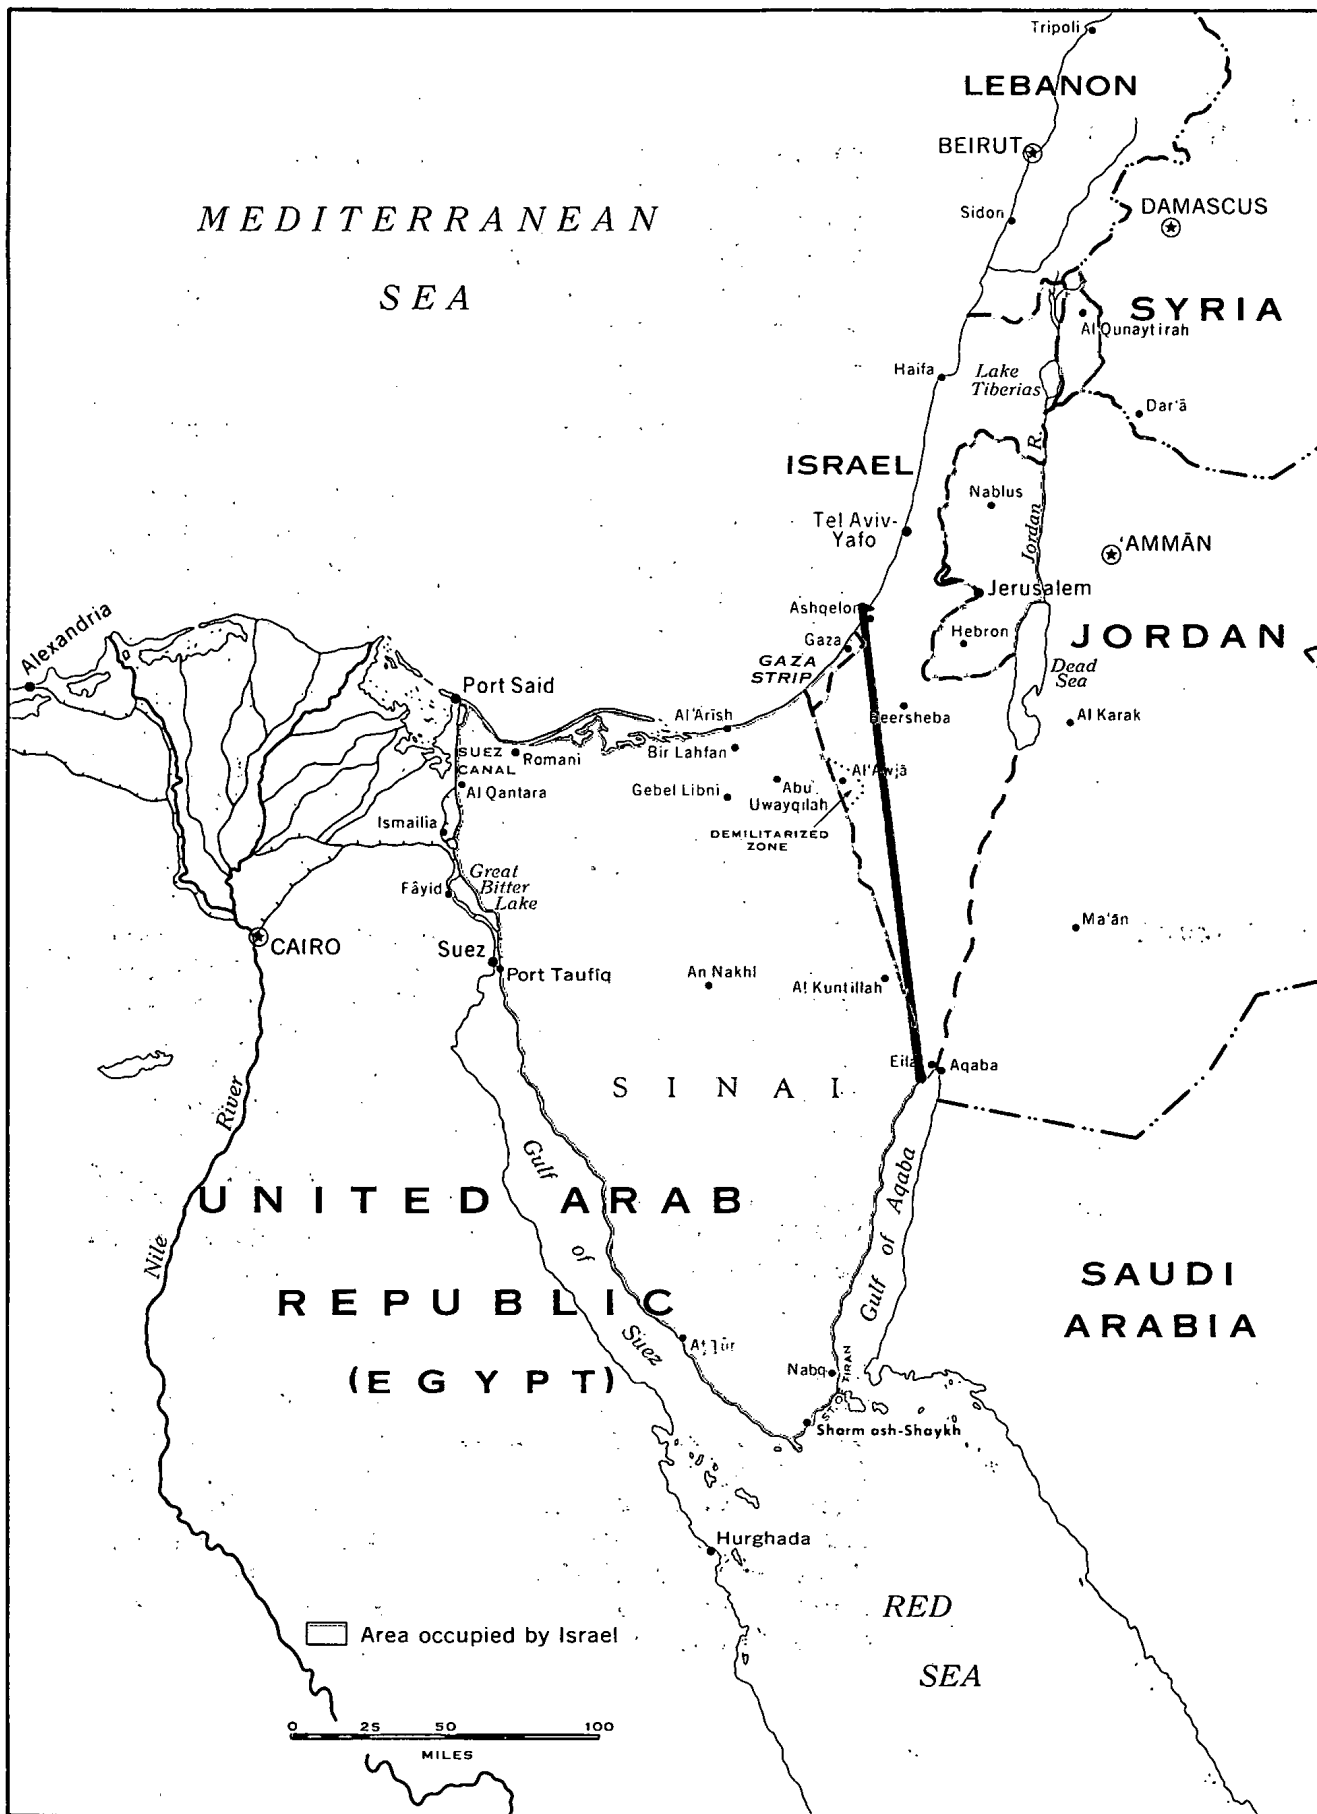 Tripoli
LEBANON
BEIRUT
Sidon
DAMASCUS
MEDITERRANEAN
SEA
SYRIA
Al Qunaytirah
Haifa
Lake
Tiberias
Dar'ā
ISRAEL
Nablus
Jordan R.
Tel Aviv-
Yafo
'AMMĀN
Jerusalem
Ashqelon
Gaza
Hebron
JORDAN
GAZA
STRIP
Dead
Sea
Alexandria
Port Said
Al 'Arīsh
Beersheba
Al Karak
SUEZ
CANAL
Romani
Bir Lahfan
Al Qantara
Gebel Libni
Abu
Uwayqilah
Al 'Awjā
DEMILITARIZED
ZONE
Ismailia
Great
Bitter
Lake
Fâyid
CAIRO
Suez
Port Taufīq
An Nakhl
Al Kuntillah
Ma'ān
Eila
Aqaba
SINAI
Nile River
Gulf of Suez
Gulf of Aqaba
UNITED ARAB
REPUBLIC
(EGYPT)
SAUDI
ARABIA
Nabq
ST. OF TIRAN
Sharm ash-Shaykh
Hurghada
RED
SEA
Area occupied by Israel
0 25 50 100
MILES